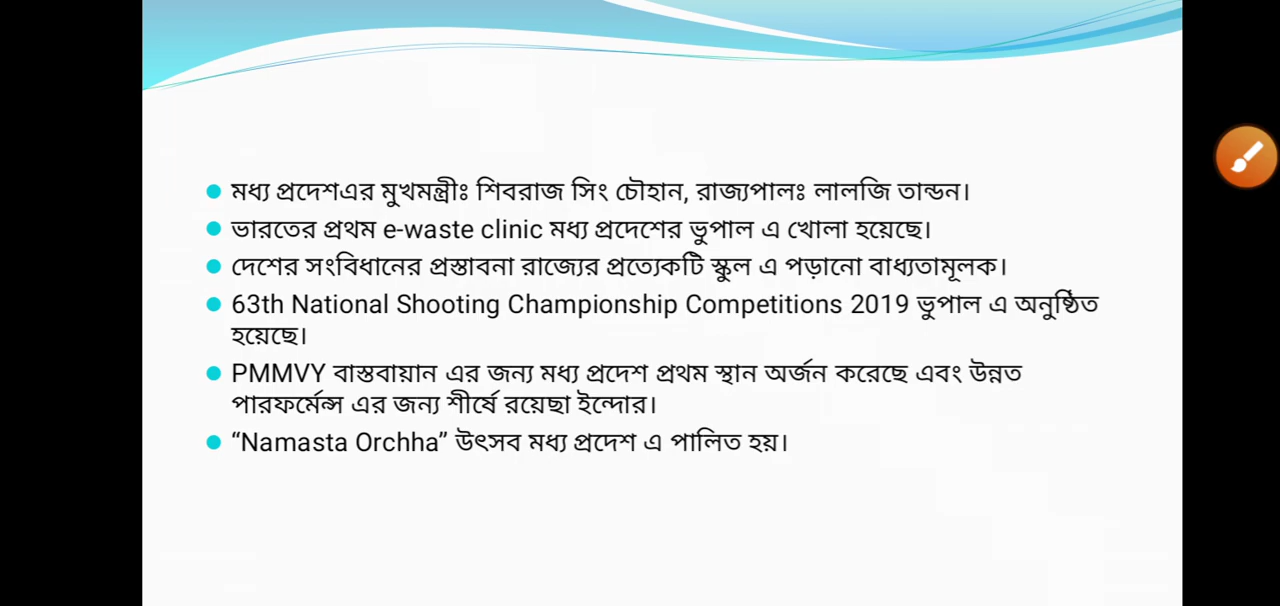 মধ্য প্রদেশএর মুখমন্ত্রীঃ শিবরাজ সিং চৌহান, রাজ্যপালঃ লালজি তান্ডন।
ভারতের প্রথম e-waste clinic মধ্য প্রদেশের ভুপাল এ খোলা হয়েছে।
দেশের সংবিধানের প্রস্তাবনা রাজ্যের প্রত্যেকটি স্কুল এ পড়ানো বাধ্যতামূলক।
63th National Shooting Championship Competitions 2019 ভুপাল এ অনুষ্ঠিত
হয়েছে।
PMMVY বাস্তবায়ান এর জন্য মধ্য প্রদেশ প্রথম স্থান অর্জন করেছে এবং উন্নত
পারফর্মেন্স এর জন্য শীর্ষে রয়েছা ইন্দোর।
“Namasta Orchha” উৎসব মধ্য প্রদেশ এ পালিত হয়।